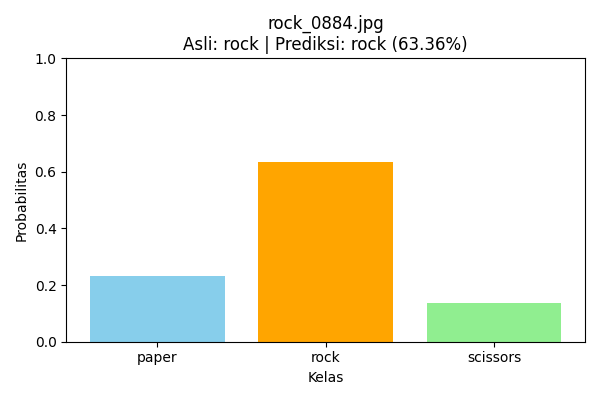 rock_0884.jpg
Asli: rock | Prediksi: rock (63.36%)
1.0
0.8
0.6
0.4
0.2
0.0
Probabilitas
paper rock scissors
Kelas